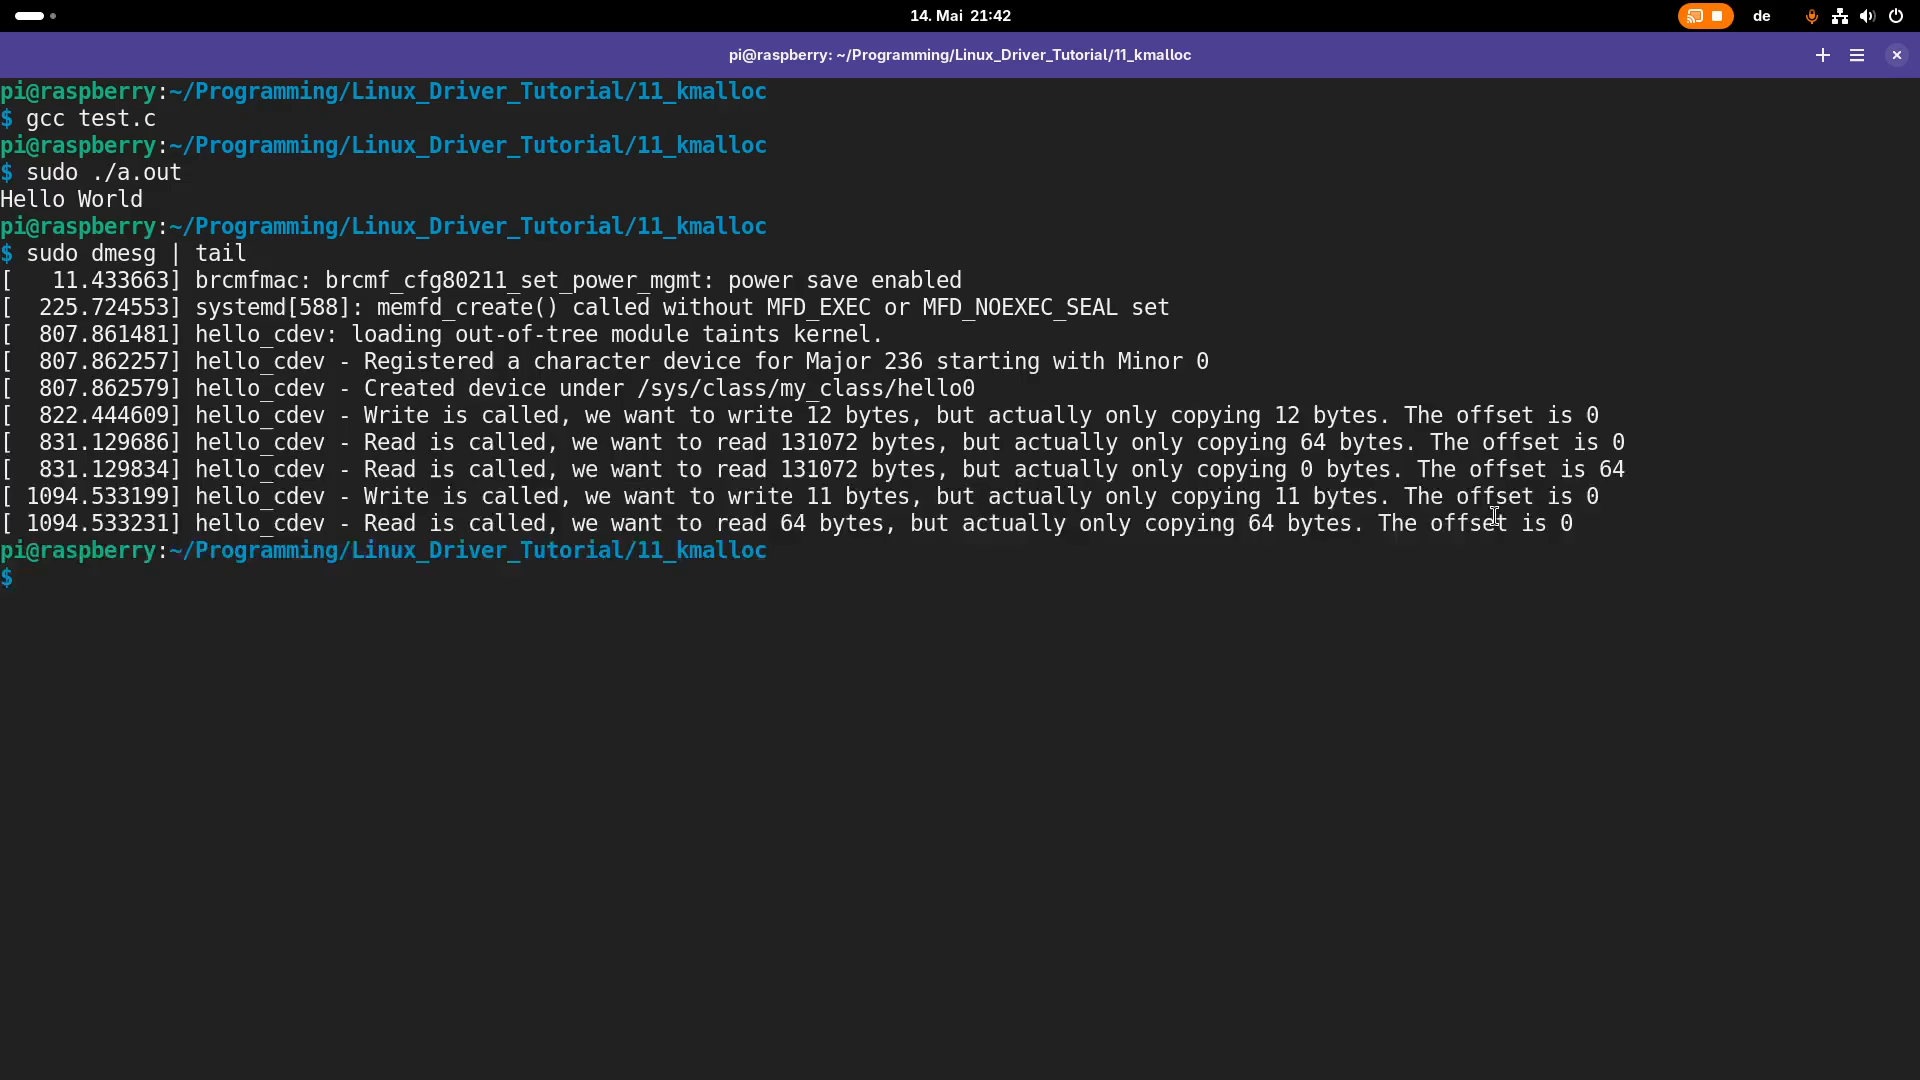 14. Mai 21:42
de
pi@raspberry: ~/Programming/Linux_Driver_Tutorial/11_kmalloc
pi@raspberry:~/Programming/Linux_Driver_Tutorial/11_kmalloc
$ gcc test.c
pi@raspberry:~/Programming/Linux_Driver_Tutorial/11_kmalloc
$ sudo ./a.out
Hello World
pi@raspberry:~/Programming/Linux_Driver_Tutorial/11_kmalloc
$ sudo dmesg | tail
[   11.433663] brcmfmac: brcmf_cfg80211_set_power_mgmt: power save enabled
[  225.724553] systemd[588]: memfd_create() called without MFD_EXEC or MFD_NOEXEC_SEAL set
[  807.861481] hello_cdev: loading out-of-tree module taints kernel.
[  807.862257] hello_cdev - Registered a character device for Major 236 starting with Minor 0
[  807.862579] hello_cdev - Created device under /sys/class/my_class/hello0
[  822.444609] hello_cdev - Write is called, we want to write 12 bytes, but actually only copying 12 bytes. The offset is 0
[  831.129686] hello_cdev - Read is called, we want to read 131072 bytes, but actually only copying 64 bytes. The offset is 0
[  831.129834] hello_cdev - Read is called, we want to read 131072 bytes, but actually only copying 0 bytes. The offset is 64
[ 1094.533199] hello_cdev - Write is called, we want to write 11 bytes, but actually only copying 11 bytes. The offset is 0
[ 1094.533231] hello_cdev - Read is called, we want to read 64 bytes, but actually only copying 64 bytes. The offset is 0
pi@raspberry:~/Programming/Linux_Driver_Tutorial/11_kmalloc
$